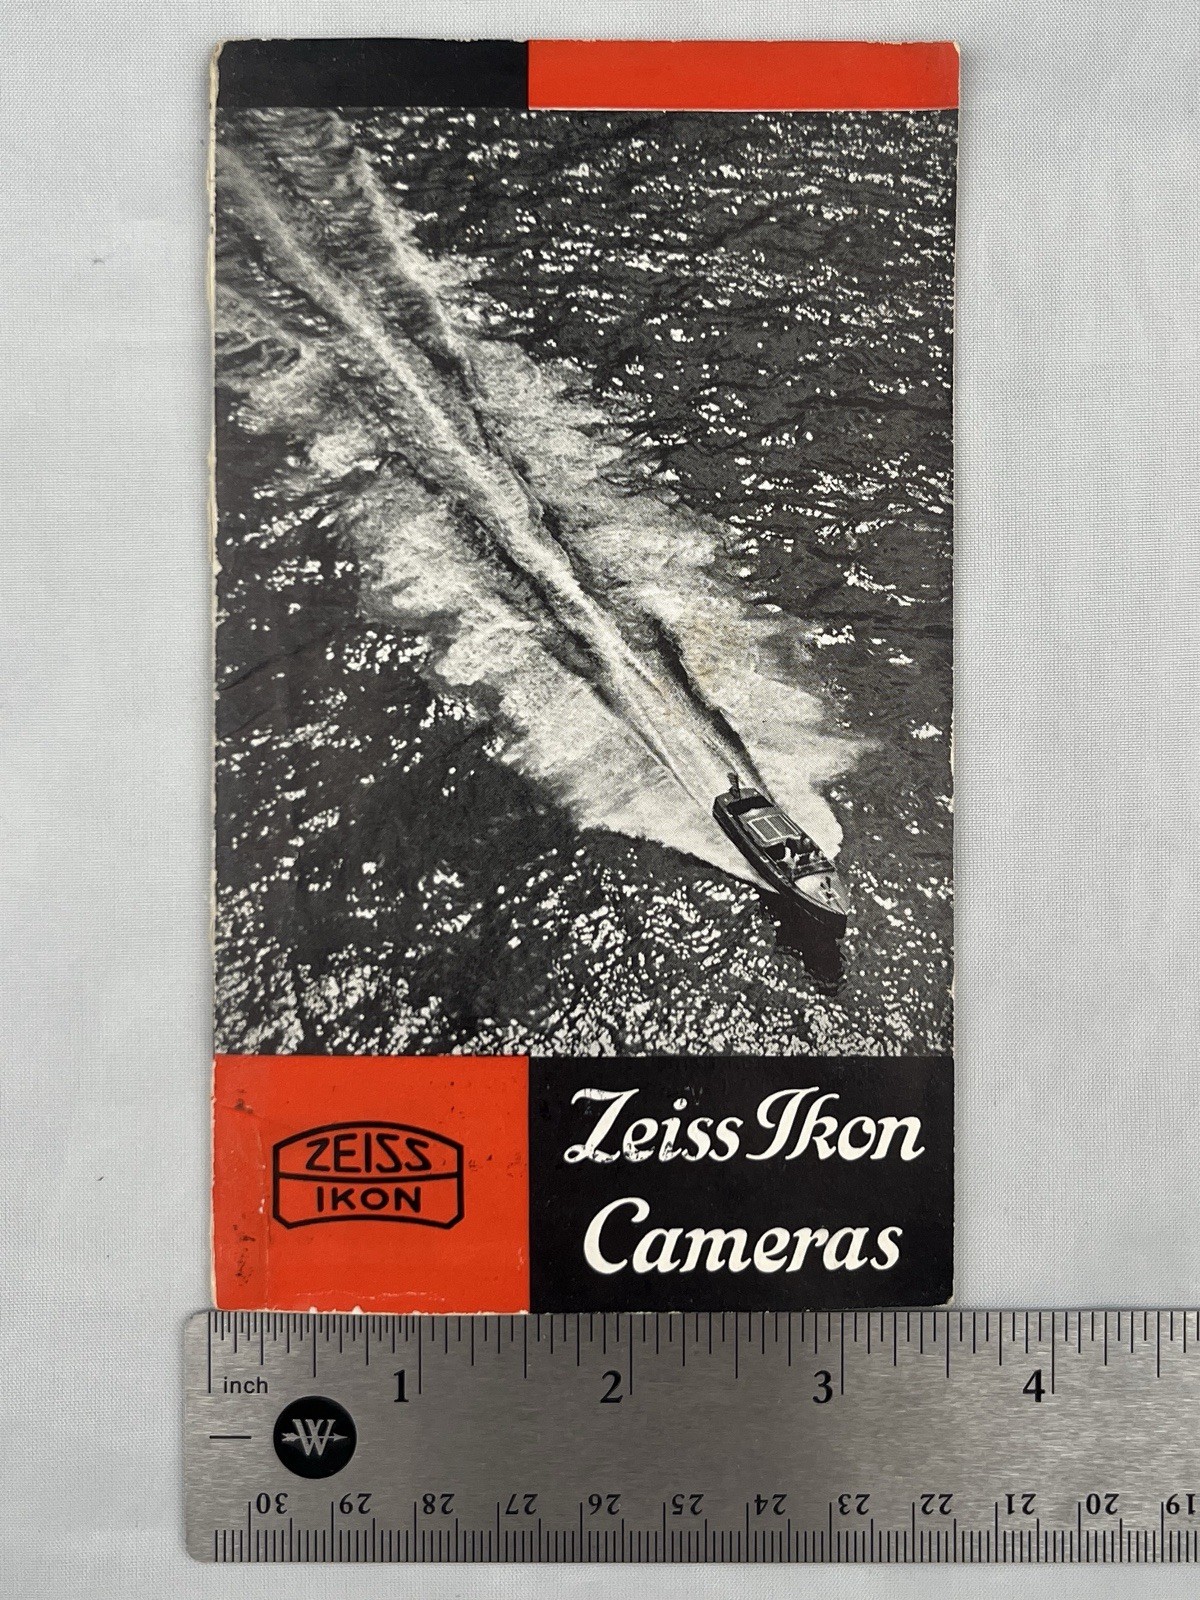 ZEISS
IKON
Zeiss Ikon
Cameras
inch 1 2 3 4
W
30 29 28 27 26 25 24 23 22 21 20 19